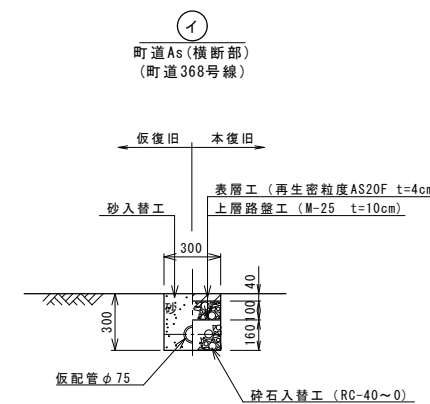 イ
町道As(横断部)
(町道368号線)
仮復旧 本復旧
表層工 (再生密粒度AS20F t=4cm
砂入替工 上層路盤工 (M-25 t=10cm)
300
40
砂
100
300
160
仮配管φ75
砕石入替工 (RC-40~0)